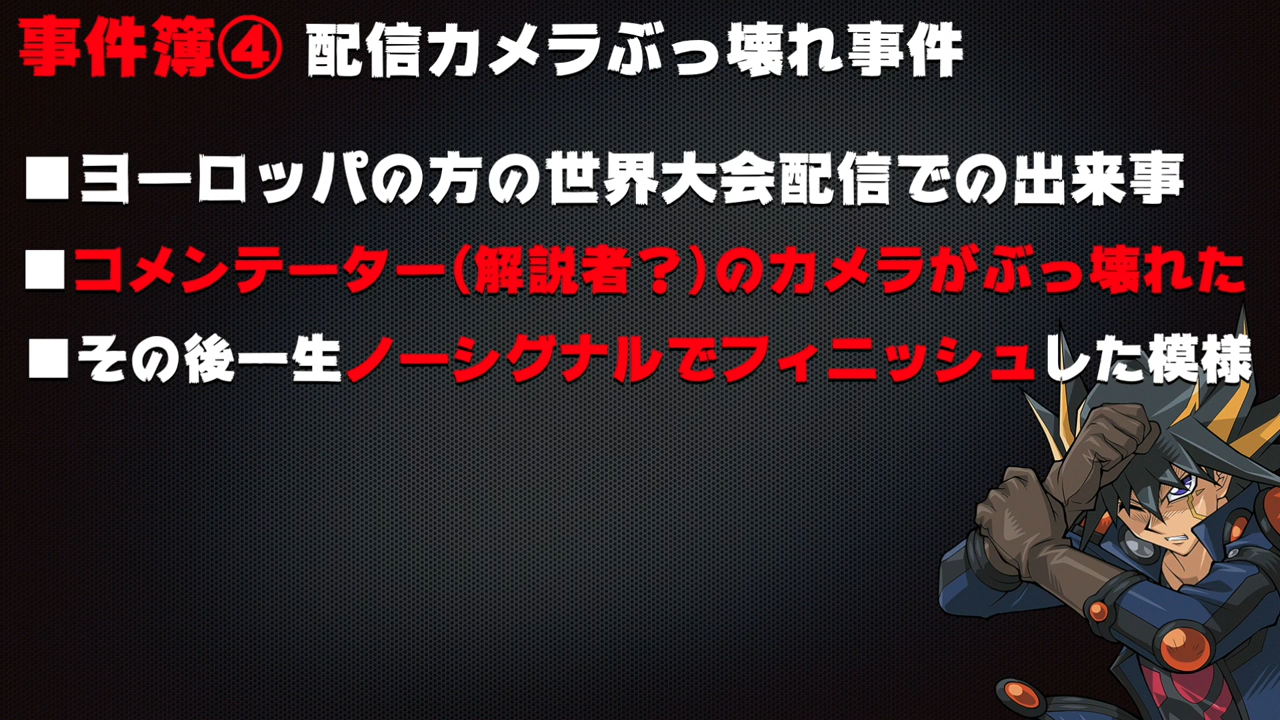 事件簿④ 配信カメラぶっ壊れ事件
■ヨーロッパの方の世界大会配信での出来事
■コメンテーター(解説者?)のカメラがぶっ壊れた
■その後一生ノーシグナルでフィニッシュした模様